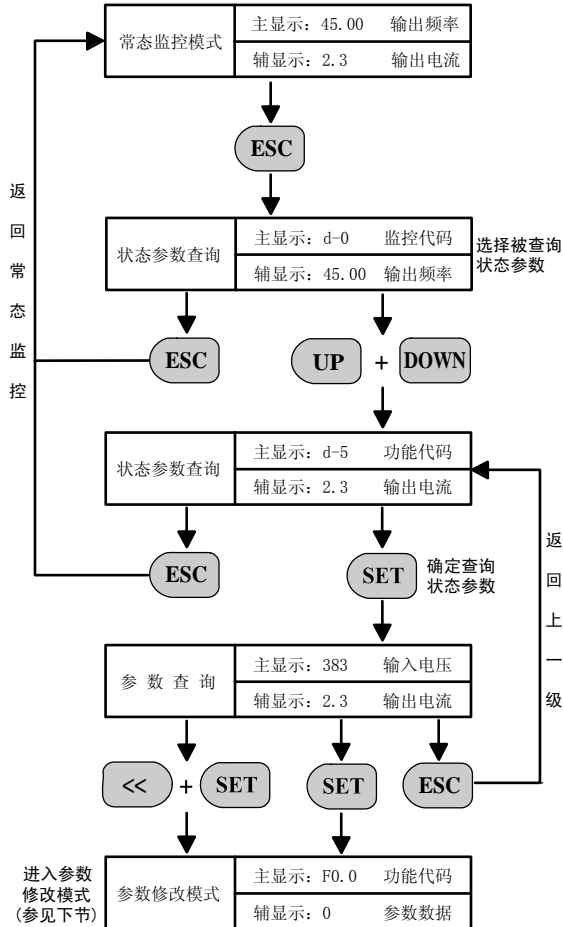 常态监控模式
主显示：45.00 输出频率
辅显示：2.3 输出电流
ESC
返回常态监控
状态参数查询
主显示：d-0 监控代码
辅显示：45.00 输出频率
选择被查询
状态参数
ESC
UP + DOWN
状态参数查询
主显示：d-5 功能代码
辅显示：2.3 输出电流
ESC
SET
确定查询
状态参数
返回上一级
参 数 查 询
主显示：383 输入电压
辅显示：2.3 输出电流
<< + SET
SET
ESC
进入参数
修改模式
(参见下节)
参数修改模式
主显示：F0.0 功能代码
辅显示：0 参数数据